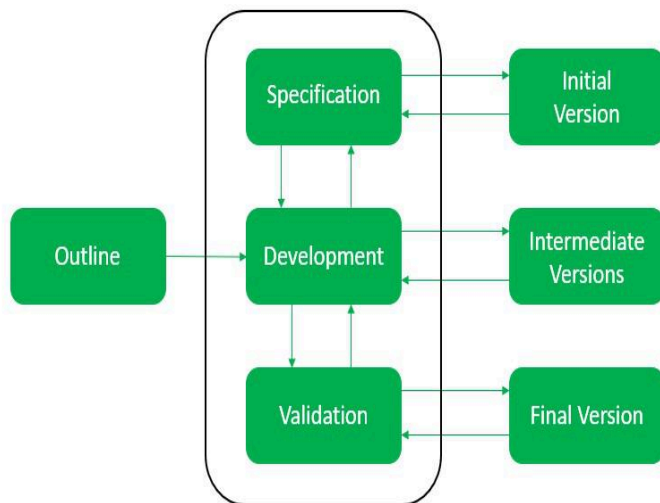 Specification
Initial
Version
Outline
Development
Intermediate
Versions
Validation
Final Version